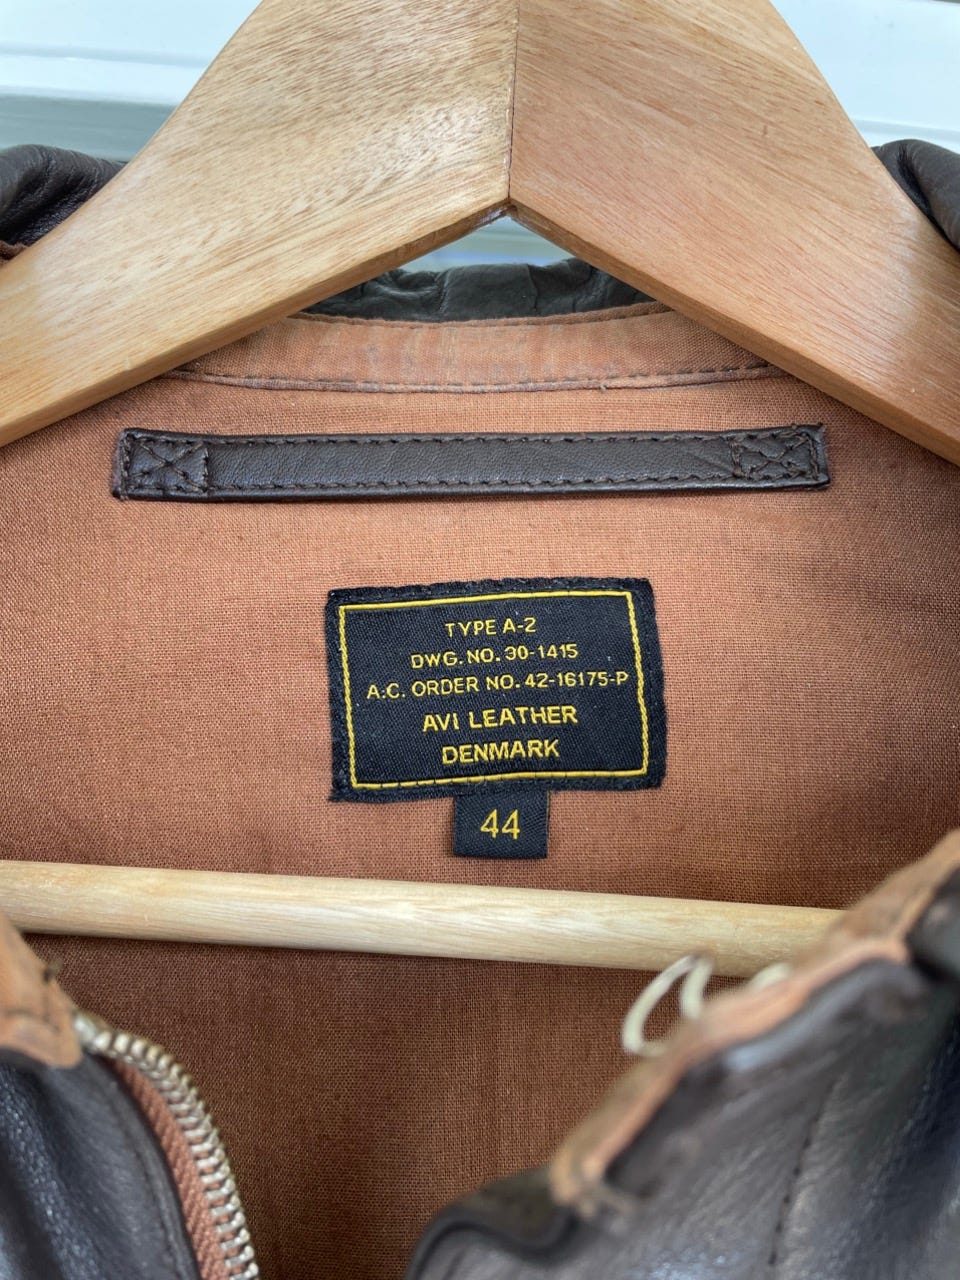 TYPE A-2
DWG. NO. 30-1415
A.C. ORDER NO. 42-16175-P
AVI LEATHER
DENMARK
44